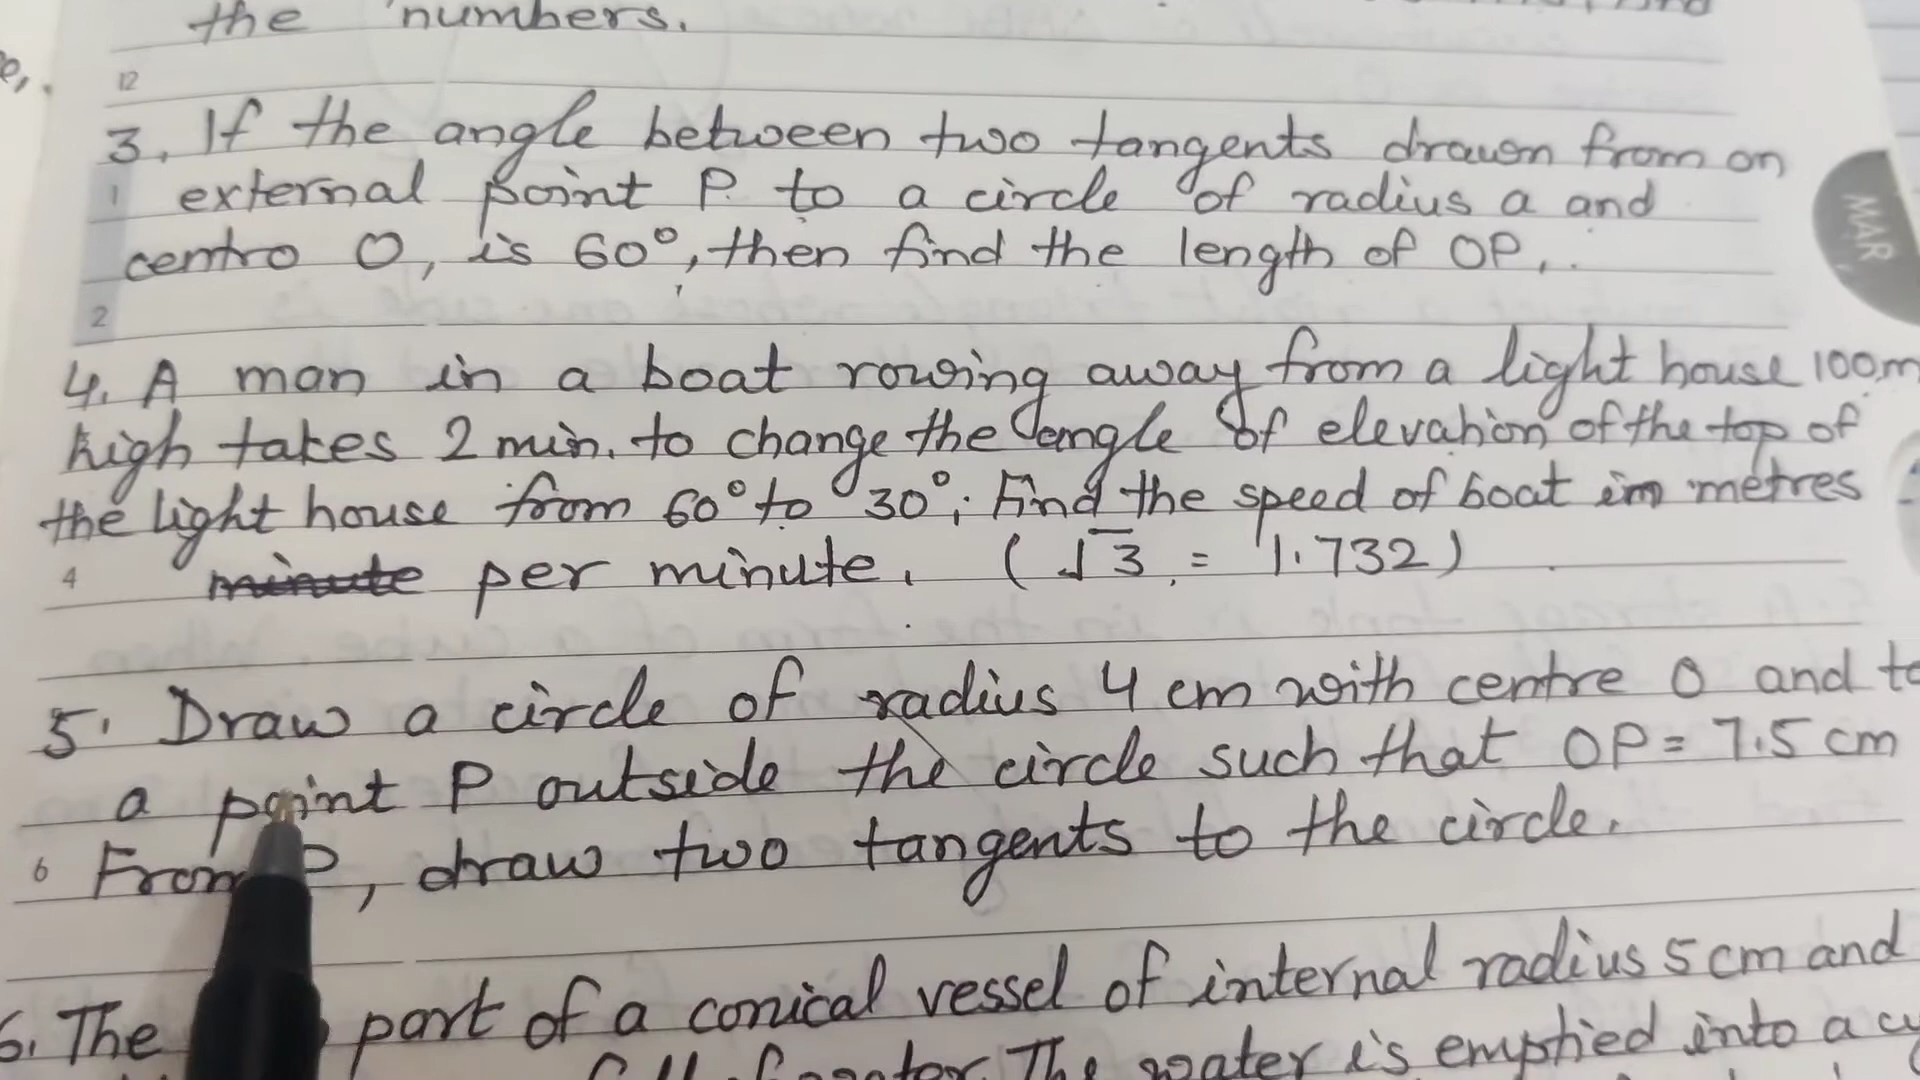 the numbers.
12
3. If the angle between two tangents drawn from an
1 external point P. to a circle of radius a and
centro O, is 60°, then find the length of OP.
2
MAR
4. A man in a boat rowing away from a light house 100m
high takes 2 min. to change the angle of elevation of the top of
the light house from 60° to 30°. Find the speed of boat in metres
4 minute per minute. (√3 = 1.732)
5. Draw a circle of radius 4 cm with centre O and
a point P outside the circle such that OP = 7.5 cm
6 From P, draw two tangents to the circle.
6. The part of a conical vessel of internal radius 5 cm and
The water is emptied into a